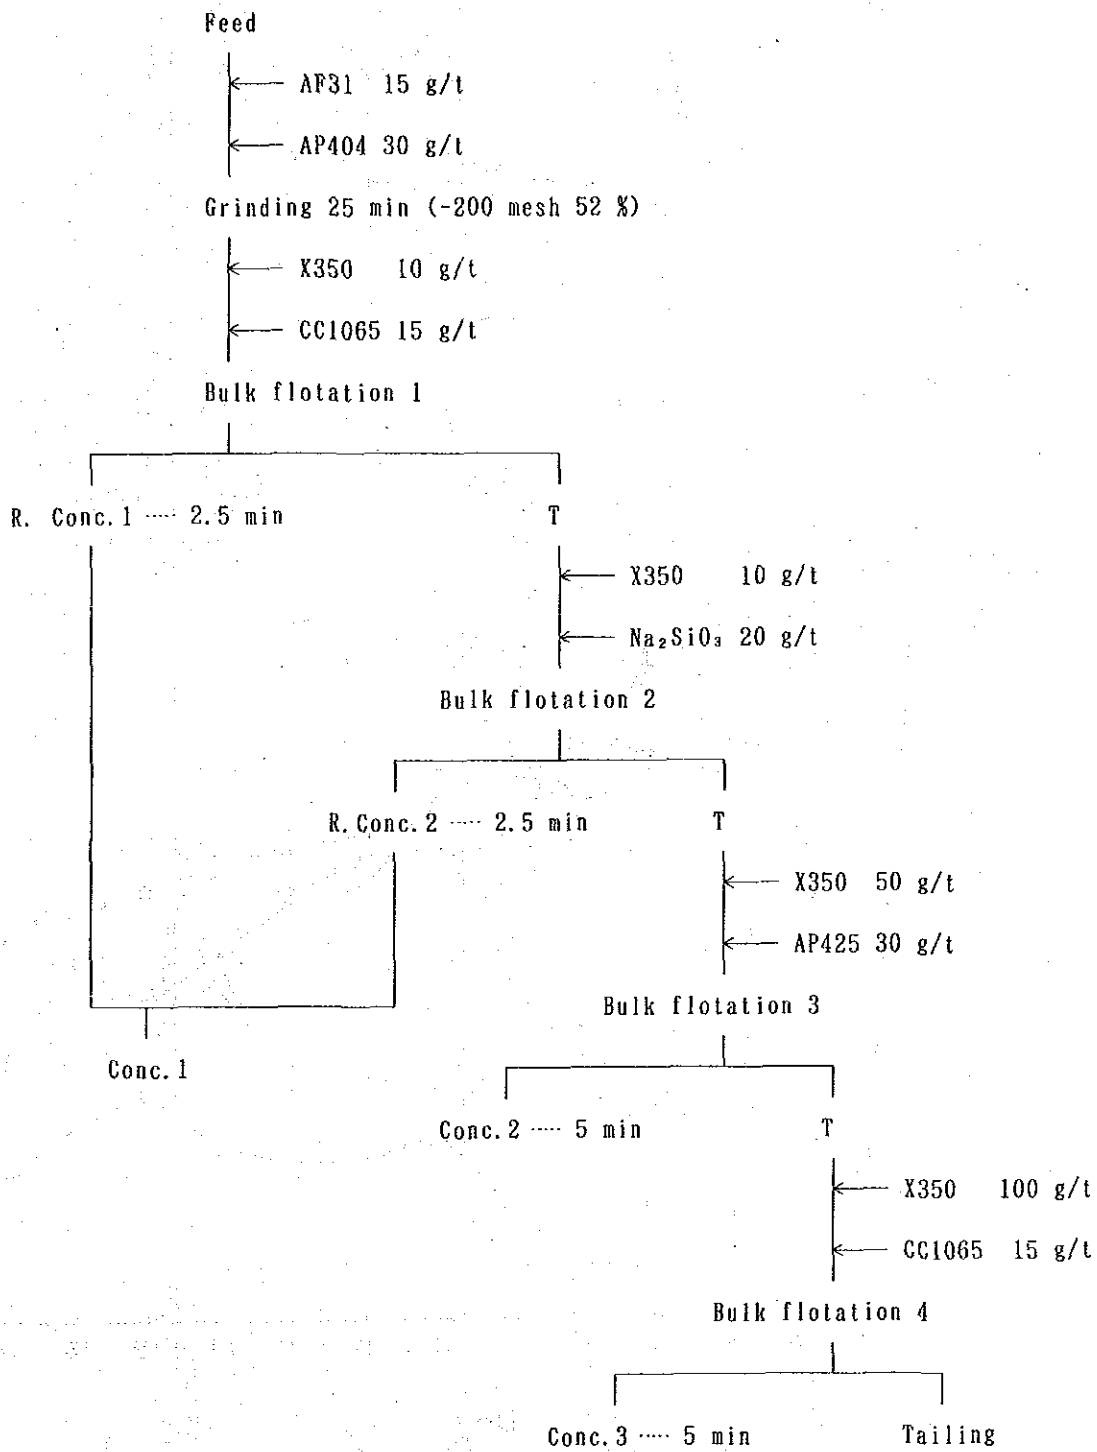 Feed
AF31 15 g/t
AP404 30 g/t
Grinding 25 min (-200 mesh 52 %)
X350 10 g/t
CC1065 15 g/t
Bulk flotation 1
R. Conc.1 ····· 2.5 min T
X350 10 g/t
Na₂SiO₃ 20 g/t
Bulk flotation 2
R.Conc.2 ····· 2.5 min T
X350 50 g/t
AP425 30 g/t
Bulk flotation 3
Conc.1
Conc.2 ····· 5 min T
X350 100 g/t
CC1065 15 g/t
Bulk flotation 4
Conc.3 ····· 5 min Tailing